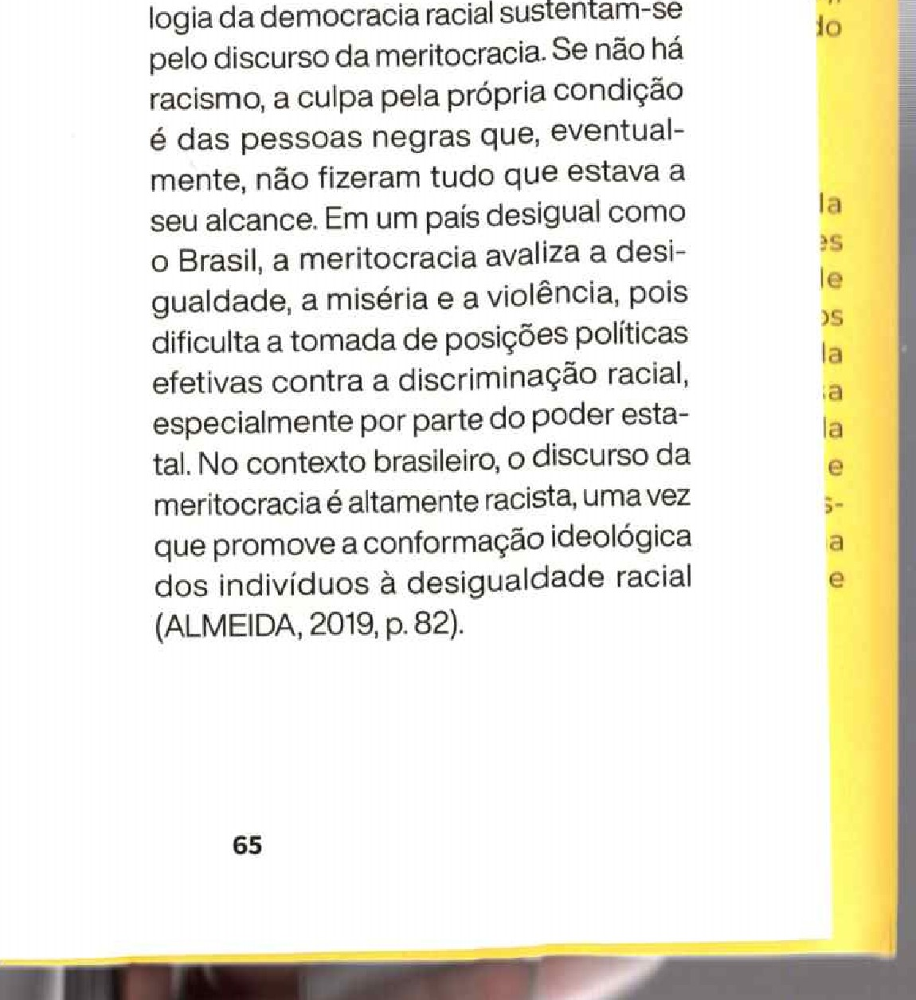 logia da democracia racial sustentam-se
pelo discurso da meritocracia. Se não há
racismo, a culpa pela própria condição
é das pessoas negras que, eventual-
mente, não fizeram tudo que estava a
seu alcance. Em um país desigual como
o Brasil, a meritocracia avaliza a desi-
gualdade, a miséria e a violência, pois
dificulta a tomada de posições políticas
efetivas contra a discriminação racial,
especialmente por parte do poder esta-
tal. No contexto brasileiro, o discurso da
meritocracia é altamente racista, uma vez
que promove a conformação ideológica
dos indivíduos à desigualdade racial
(ALMEIDA, 2019, p. 82).
65